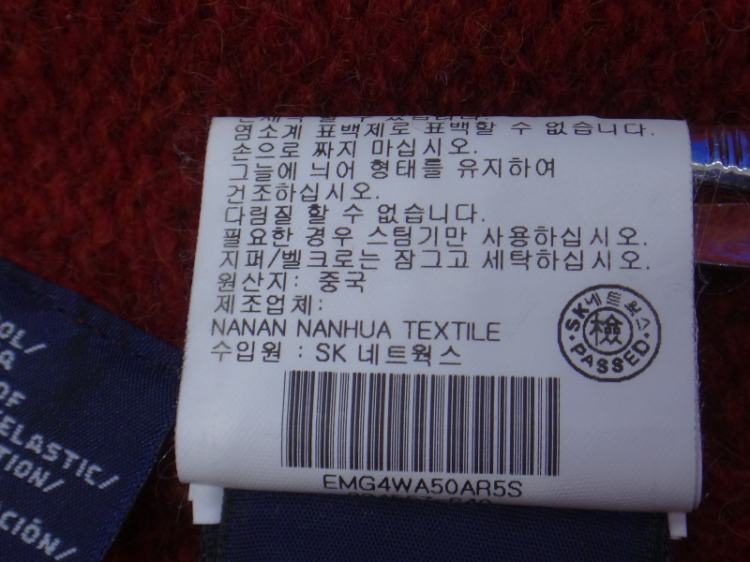 염소계 표백제로 표백할 수 없습니다.
손으로 짜지 마십시오.
그늘에 늬어 형태를 유지하여
건조하십시오.
다림질 할 수 없습니다.
필요한 경우 스팀기만 사용하십시오.
지퍼/벨크로는 잠그고 세탁하십시오.
원산지: 중국
제조업체:
NANAN NANHUA TEXTILE
수입원 : SK 네트웍스
SK네트웍스
檢
PASSED
EMG4WA50AR5S
OL/
OF
ELASTIC/
TION/
CIÓN/